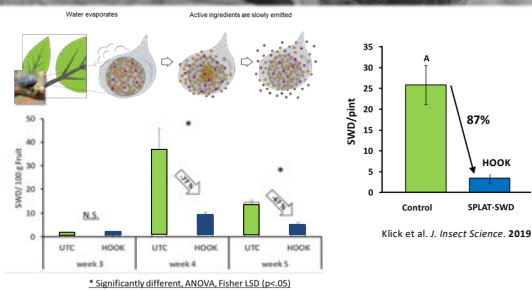 Water evaporates
Active ingredients are slowly emitted
SWD/ 100 g Fruit
50
40
30
20
10
0
N.S.
*
-77%
*
UTC HOOK UTC HOOK UTC HOOK
week 3 week 4 week 5
* Significantly different, ANOVA, Fisher LSD (p<.05)
SWD/pint
35
30
25
20
15
10
5
0
A
87%
HOOK
Control SPLAT-SWD
Klick et al. J. Insect Science. 2019